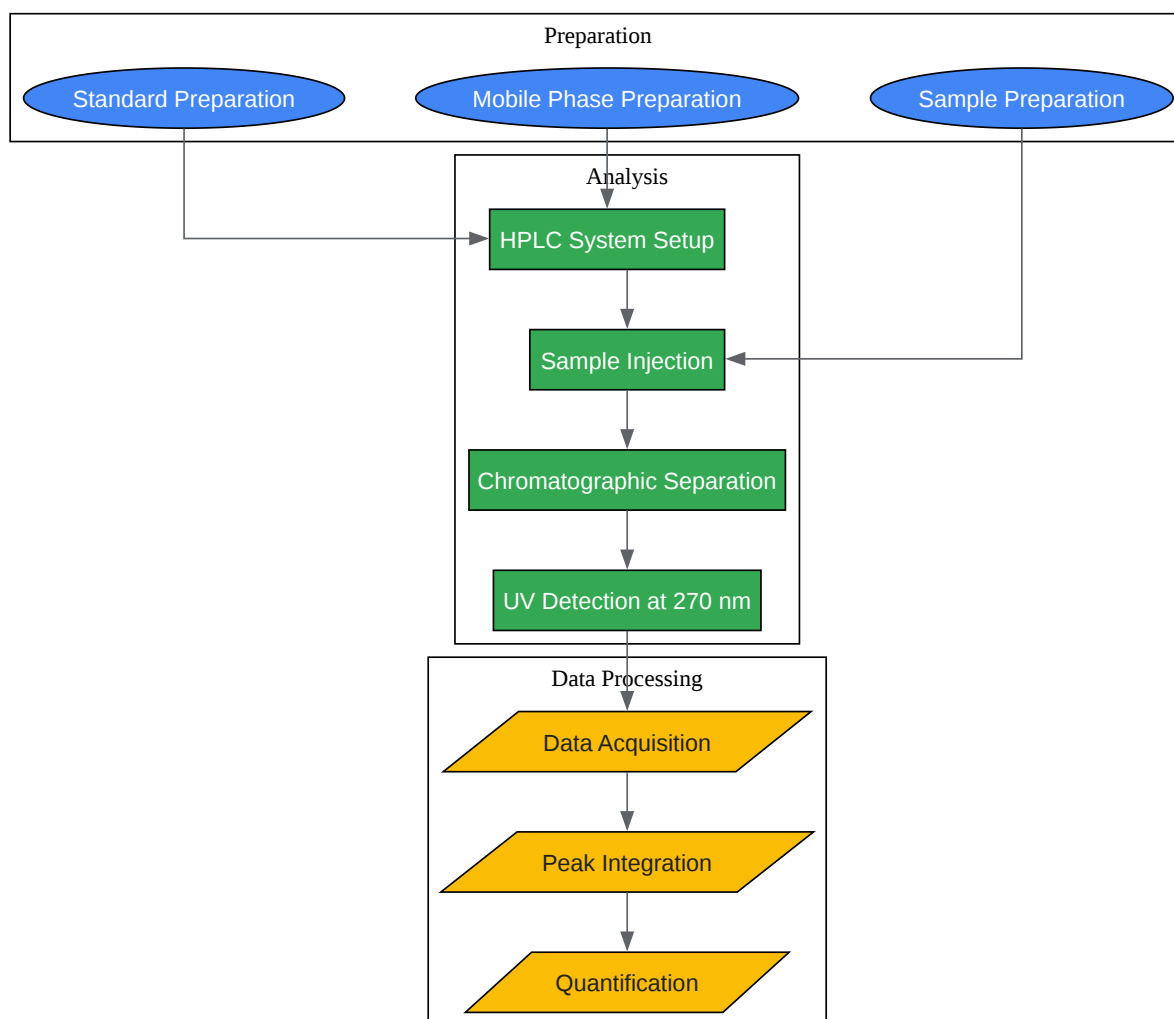 Preparation
Standard Preparation
Mobile Phase Preparation
Sample Preparation
Analysis
HPLC System Setup
Sample Injection
Chromatographic Separation
UV Detection at 270 nm
Data Processing
Data Acquisition
Peak Integration
Quantification